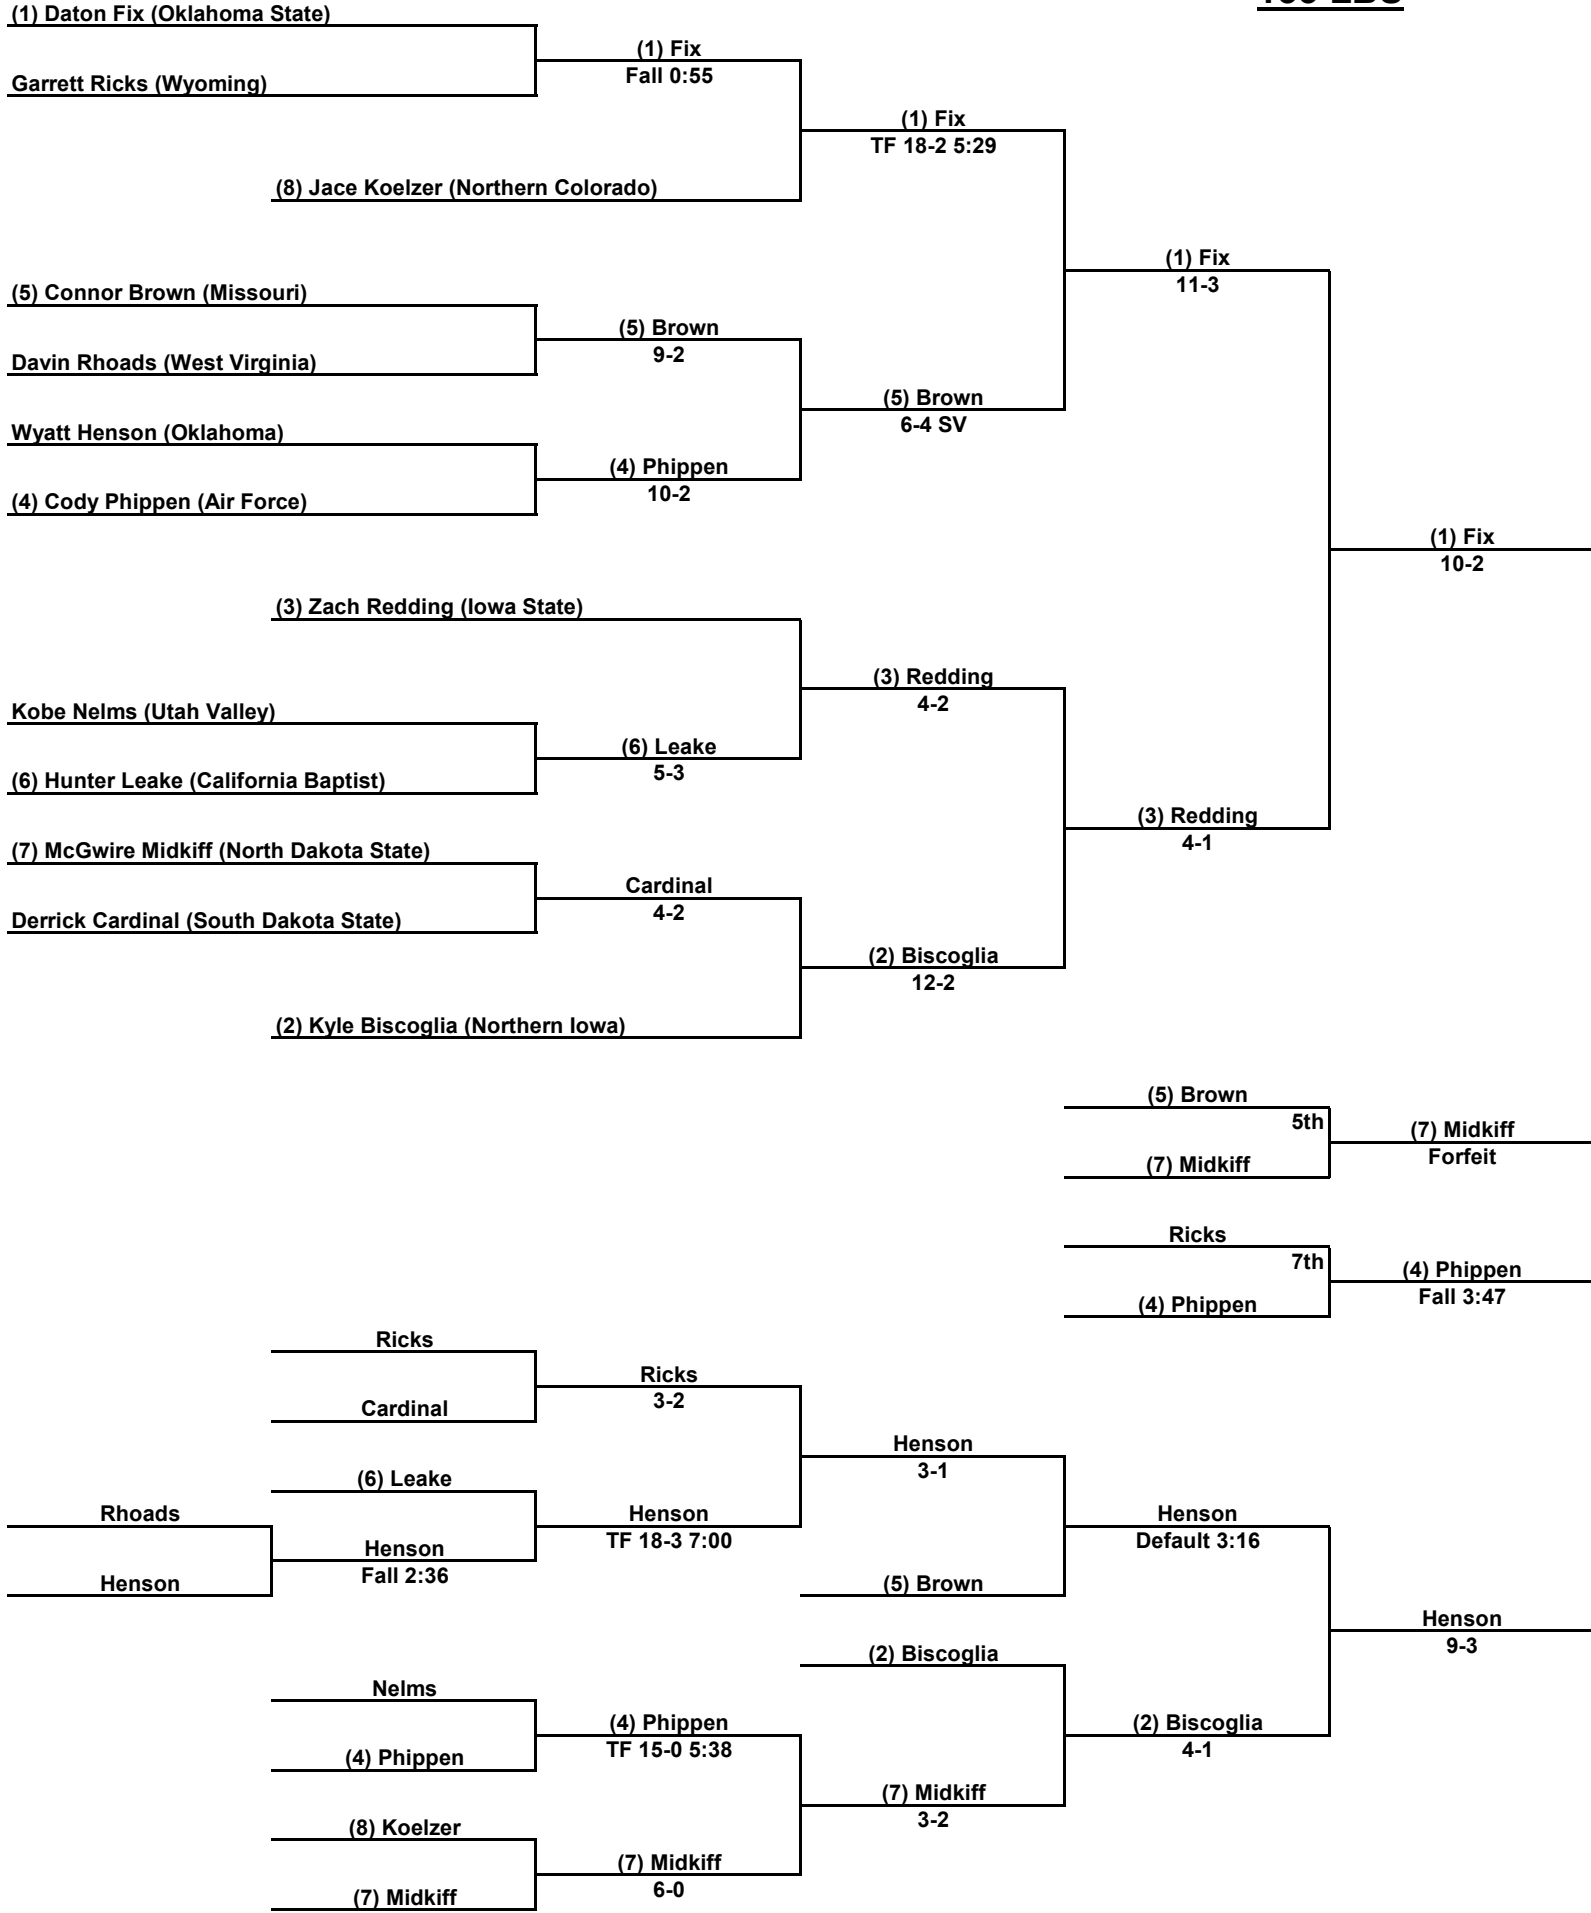 (1) Daton Fix (Oklahoma State)
(1) Fix
Fall 0:55
Garrett Ricks (Wyoming)
(1) Fix
TF 18-2 5:29
(8) Jace Koelzer (Northern Colorado)
(1) Fix
11-3
(5) Connor Brown (Missouri)
(5) Brown
9-2
Davin Rhoads (West Virginia)
(5) Brown
6-4 SV
Wyatt Henson (Oklahoma)
(4) Phippen
10-2
(4) Cody Phippen (Air Force)
(1) Fix
10-2
(3) Zach Redding (Iowa State)
(3) Redding
4-2
Kobe Nelms (Utah Valley)
(6) Leake
5-3
(6) Hunter Leake (California Baptist)
(3) Redding
4-1
(7) McGwire Midkiff (North Dakota State)
Cardinal
4-2
Derrick Cardinal (South Dakota State)
(2) Biscoglia
12-2
(2) Kyle Biscoglia (Northern Iowa)
(5) Brown
5th
(7) Midkiff
Forfeit
(7) Midkiff
Ricks
7th
(4) Phippen
Fall 3:47
(4) Phippen
Ricks
Ricks
3-2
Cardinal
Henson
3-1
(6) Leake
Rhoads
Henson
TF 18-3 7:00
Henson
Default 3:16
Henson
Fall 2:36
Henson
(5) Brown
Henson
9-3
(2) Biscoglia
Nelms
(4) Phippen
TF 15-0 5:38
(2) Biscoglia
4-1
(4) Phippen
(7) Midkiff
3-2
(8) Koelzer
(7) Midkiff
6-0
(7) Midkiff